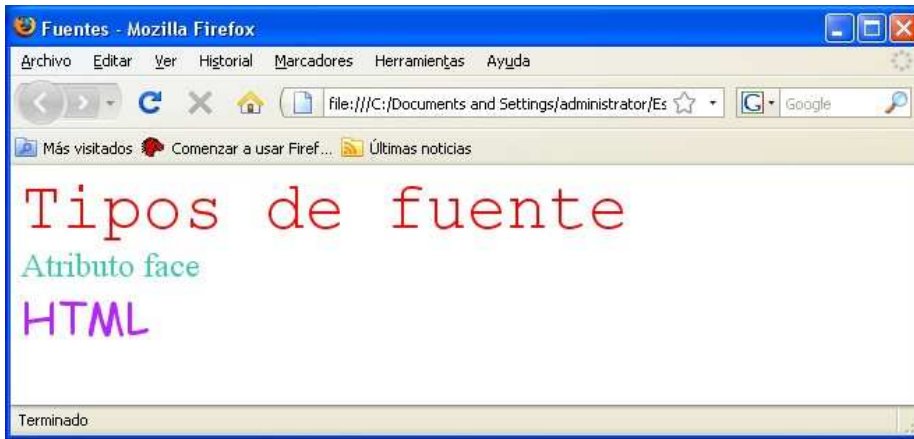 Fuentes - Mozilla Firefox
Archivo Editar Ver Historial Marcadores Herramientas Ayuda
file:///C:/Documents and Settings/administrator/Es G Google
Más visitados Comenzar a usar Firef... Últimas noticias
Tipos de fuente
Atributo face
HTML
Terminado